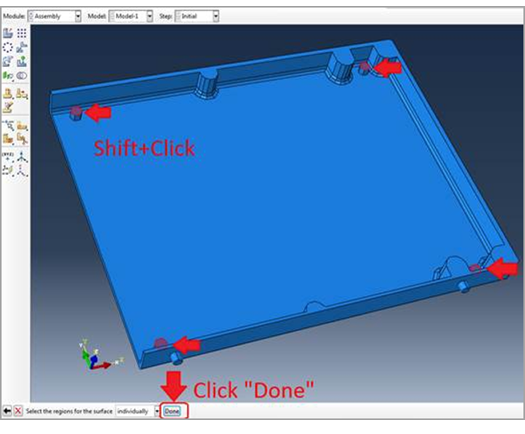 Module: Assembly Model: Model-1 Step: Initial
Shift+Click
Click "Done"
Select the regions for the surface individually Done